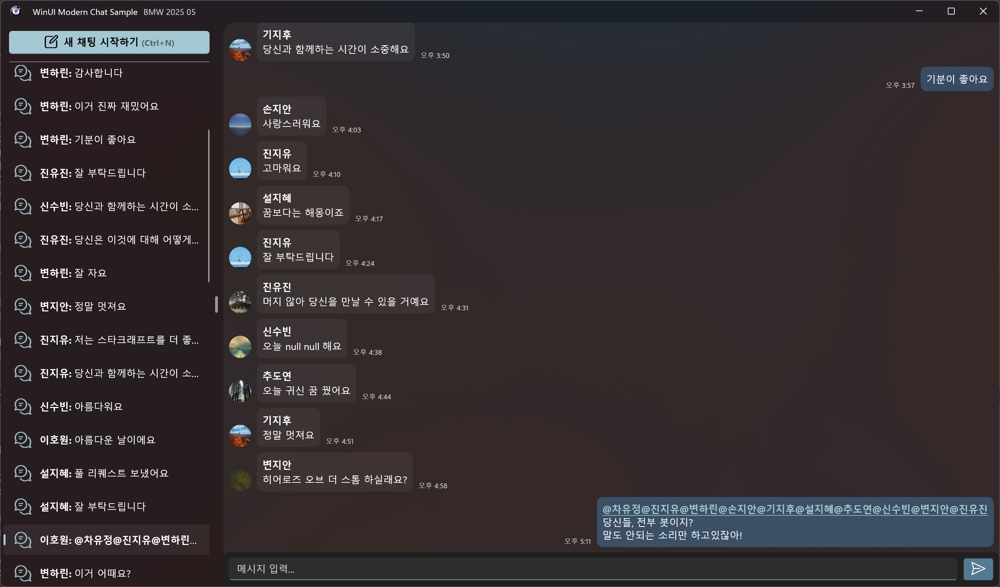 WinUI Modern Chat Sample BMW 2025 05
새 채팅 시작하기 (Ctrl+N)
변하린: 감사합니다
변하린: 이거 진짜 재밌어요
변하린: 기분이 좋아요
진유진: 잘 부탁드립니다
신수빈: 당신과 함께하는 시간이 소...
진유진: 당신은 이것에 대해 어떻게...
변하린: 잘 자요
변지안: 정말 멋져요
진지유: 저는 스타크래프트를 더 좋...
진지유: 당신과 함께하는 시간이 소...
신수빈: 아름다워요
이호원: 아름다운 날이에요
설지혜: 풀 리퀘스트 보냈어요
설지혜: 잘 부탁드립니다
이호원: @차유정@진지유@변하린...
변하린: 이거 어때요?
기지후
당신과 함께하는 시간이 소중해요
오후 3:50
기분이 좋아요
오후 3:57
손지안
사랑스러워요
오후 4:03
진지유
고마워요
오후 4:10
설지혜
꿈보다는 해몽이죠
오후 4:17
진지유
잘 부탁드립니다
오후 4:24
진유진
머지 않아 당신을 만날 수 있을 거예요
오후 4:31
신수빈
오늘 null null 해요
오후 4:38
추도연
오늘 귀신 꿈 꿨어요
오후 4:44
기지후
정말 멋져요
오후 4:51
변지안
히어로즈 오브 더 스톰 하실래요?
오후 4:58
@차유정@진지유@변하린@손지안@기지후@설지혜@추도연@신수빈@변지안@진유진
당신들, 전부 봇이지?
말도 안되는 소리만 하고있잖아!
오후 5:11
메시지 입력...